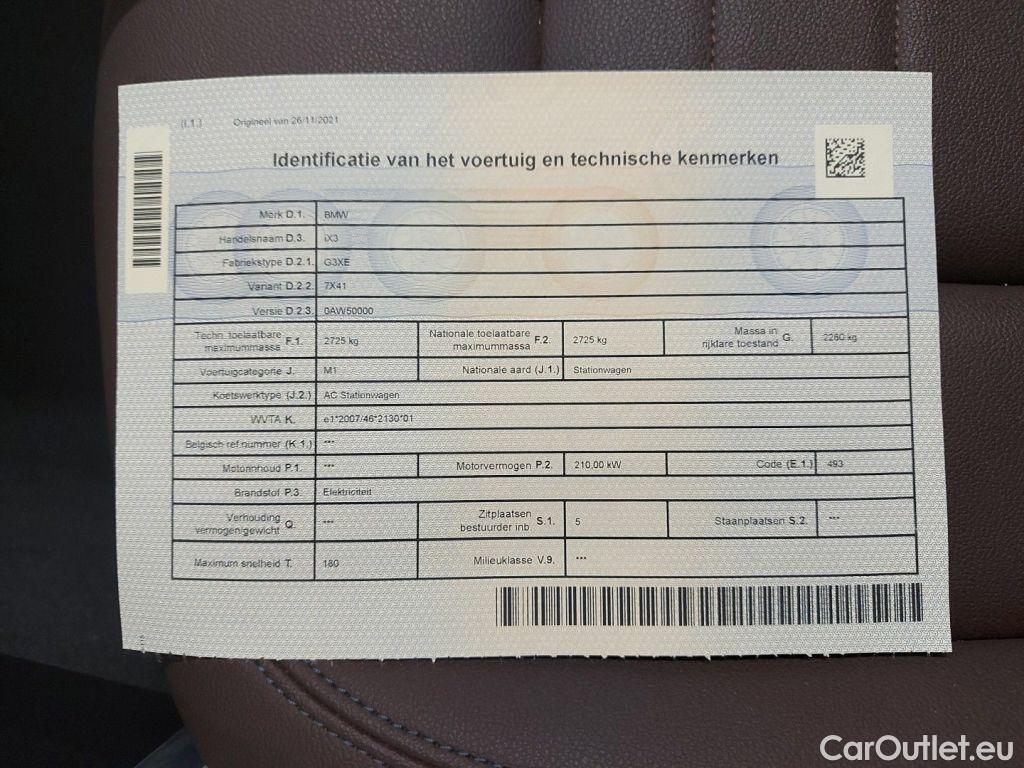 (I.1.) Origineel van 26/11/2021
Identificatie van het voertuig en technische kenmerken
Merk D.1. BMW
Handelsnaam D.3. iX3
Fabriekstype D.2.1. G3XE
Variant D.2.2. 7X41
Versie D.2.3. 0AW50000
Techn. toelaatbare maximummassa F.1. 2725 kg Nationale toelaatbare maximummassa F.2. 2725 kg Massa in rijklare toestand G. 2260 kg
Voertuigcategorie J. M1 Nationale aard (J.1.) Stationwagen
Koetswerktype (J.2.) AC Stationwagen
WVTA K. e1*2007/46*2130*01
Belgisch ref.nummer (K.1.) ***
Motorinhoud P.1. *** Motorvermogen P.2. 210,00 kW Code (E.1.) 493
Brandstof P.3. Elektriciteit
Verhouding vermogen/gewicht Q. *** Zitplaatsen bestuurder inb. S.1. 5 Staanplaatsen S.2. ***
Maximum snelheid T. 180 Milieuklasse V.9. ***
CarOutlet.eu